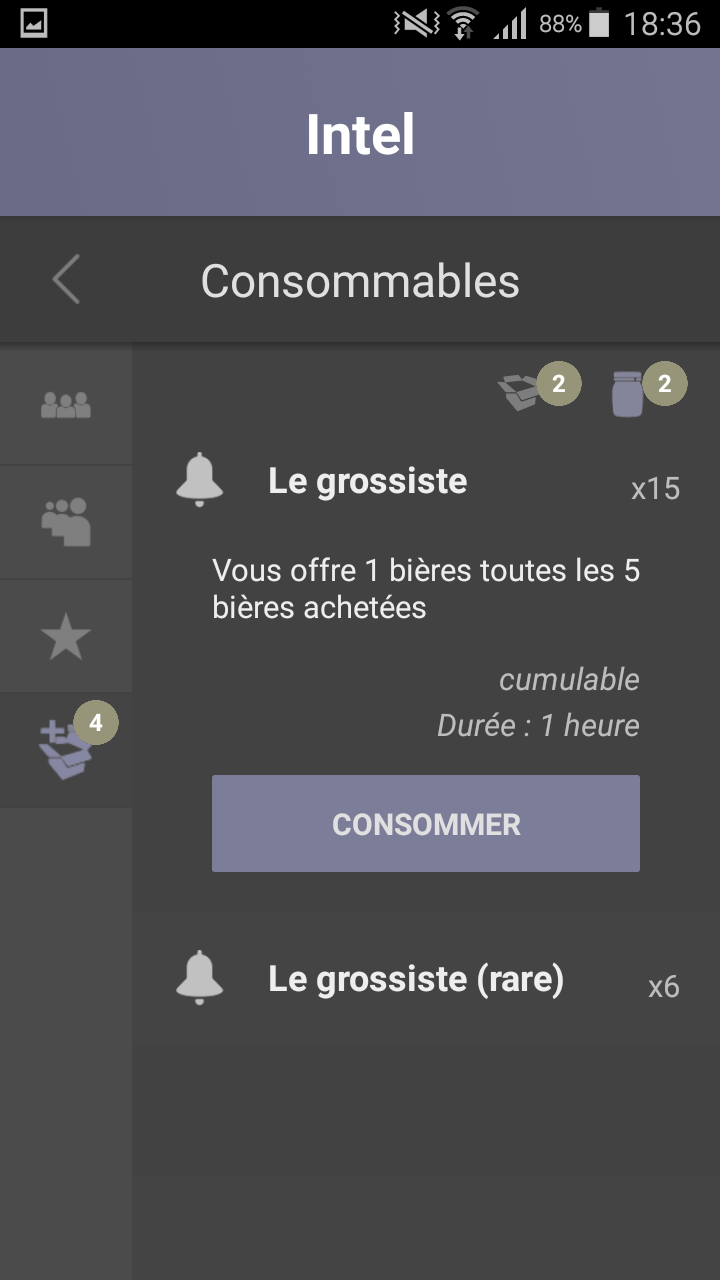 88% 18:36
Intel
Consommables
2 2
Le grossiste x15
Vous offre 1 bières toutes les 5
bières achetées
cumulable
Durée : 1 heure
4
CONSOMMER
Le grossiste (rare) x6